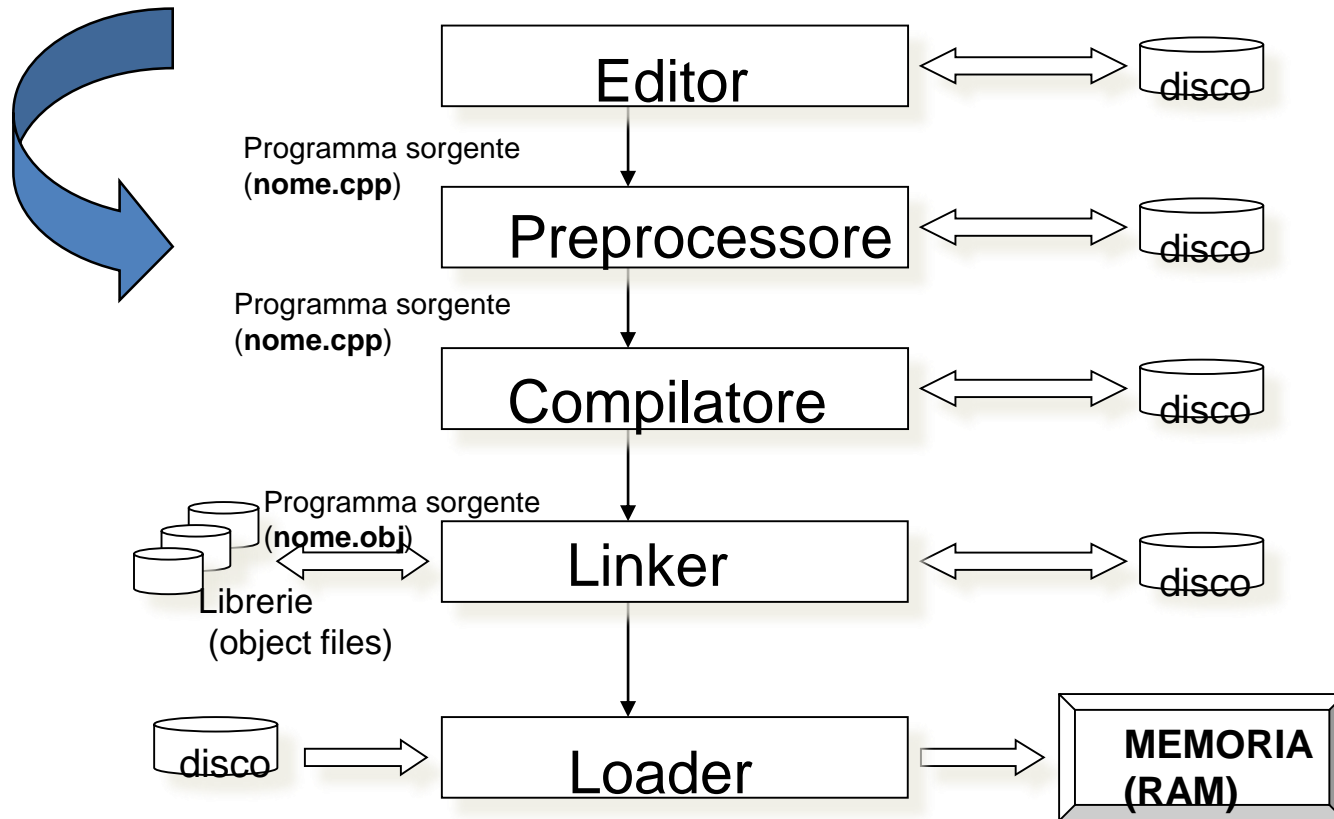 Editor
disco
Programma sorgente
(nome.cpp)
Preprocessore
disco
Programma sorgente
(nome.cpp)
Compilatore
disco
Programma sorgente
(nome.obj)
Linker
disco
Librerie
(object files)
disco
Loader
MEMORIA
(RAM)